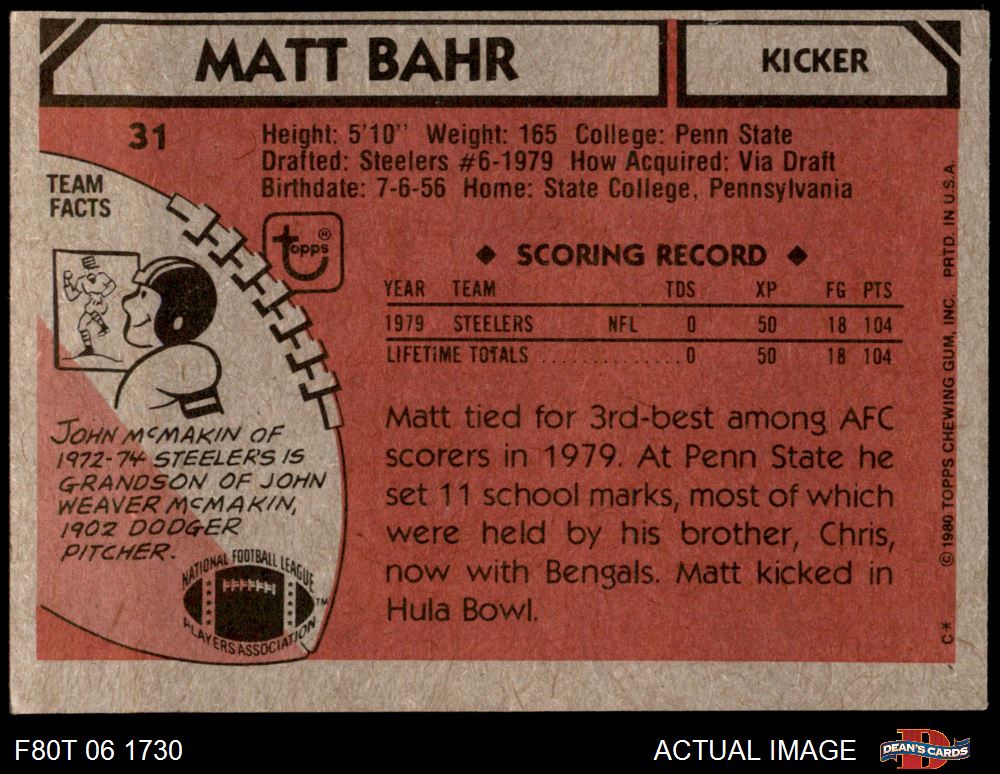 MATT BAHR
KICKER
31
Height: 5'10" Weight: 165 College: Penn State
Drafted: Steelers #6-1979 How Acquired: Via Draft
Birthdate: 7-6-56 Home: State College, Pennsylvania
TEAM
FACTS
topps®
◆ SCORING RECORD ◆
YEAR TEAM TDS XP FG PTS
1979 STEELERS NFL 0 50 18 104
LIFETIME TOTALS ..............0 50 18 104
JOHN McMAKIN OF
1972-74 STEELERS IS
GRANDSON OF JOHN
WEAVER McMAKIN,
1902 DODGER
PITCHER.
Matt tied for 3rd-best among AFC
scorers in 1979. At Penn State he
set 11 school marks, most of which
were held by his brother, Chris,
now with Bengals. Matt kicked in
Hula Bowl.
NATIONAL FOOTBALL LEAGUE
PLAYERS ASSOCIATION
TM
© 1980 TOPPS CHEWING GUM, INC. PRTD. IN U.S.A.
C*
F80T 06 1730
ACTUAL IMAGE
D
DEAN'S CARDS